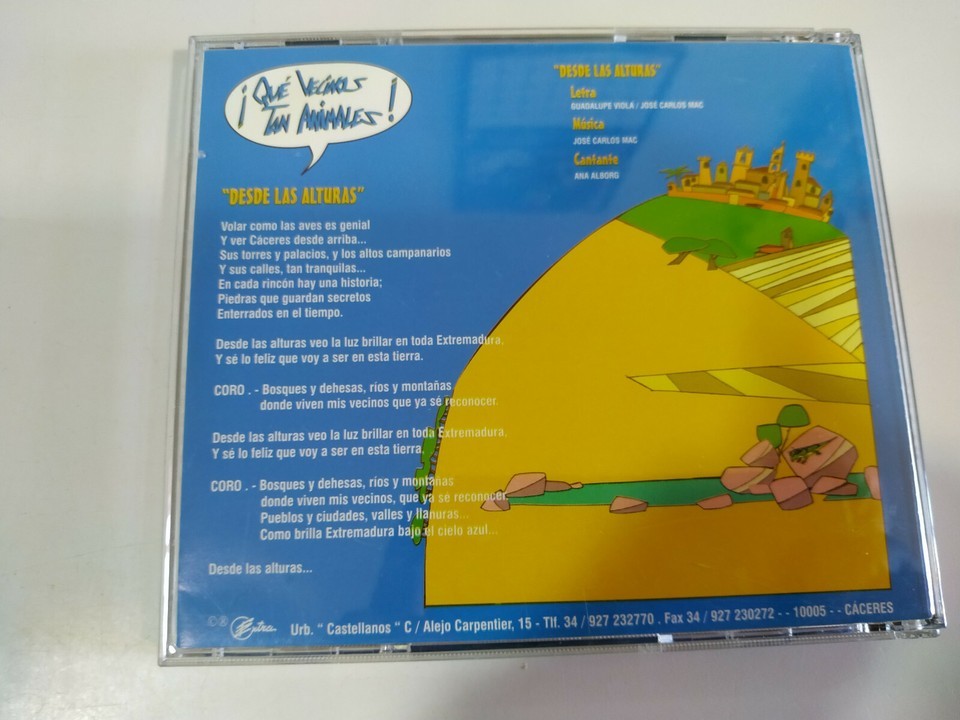 ¡Qué Vecinos
Tan Animales!
"DESDE LAS ALTURAS"
Letra
GUADALUPE VIOLA / JOSÉ CARLOS MAC
Música
JOSÉ CARLOS MAC
Cantante
ANA ALBORG
"DESDE LAS ALTURAS"
Volar como las aves es genial
Y ver Cáceres desde arriba...
Sus torres y palacios, y los altos campanarios
Y sus calles, tan tranquilas...
En cada rincón hay una historia;
Piedras que guardan secretos
Enterrados en el tiempo.
Desde las alturas veo la luz brillar en toda Extremadura,
Y sé lo feliz que voy a ser en esta tierra.
CORO . - Bosques y dehesas, ríos y montañas
donde viven mis vecinos que ya sé reconocer.
Desde las alturas veo la luz brillar en toda Extremadura,
Y sé lo feliz que voy a ser en esta tierra.
CORO . - Bosques y dehesas, ríos y montañas
donde viven mis vecinos, que ya se reconocer
Pueblos y ciudades, valles y llanuras...
Como brilla Extremadura bajo el cielo azul...
Desde las alturas...
©℗ Extra Urb. " Castellanos " C / Alejo Carpentier, 15 - Tlf. 34 / 927 232770 . Fax 34 / 927 230272 - - 10005 - - CÁCERES